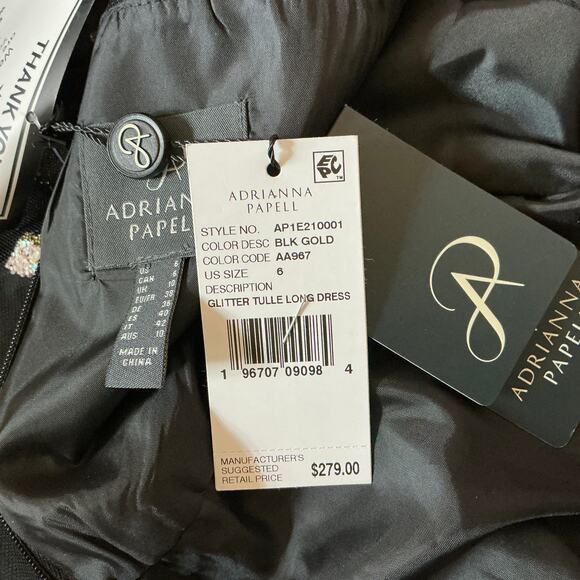 THANK YOU
ADRIANNA
PAPELL
US 6
CAN 6
UK 10
EU/FR 38
DE 36
ES 40
IT 42
AUS 10
MADE IN
CHINA
EPC™
ADRIANNA
PAPELL
STYLE NO. AP1E210001
COLOR DESC BLK GOLD
COLOR CODE AA967
US SIZE 6
DESCRIPTION
GLITTER TULLE LONG DRESS
1 96707 09098 4
MANUFACTURER'S
SUGGESTED
RETAIL PRICE $279.00
ADRIANNA
PAPELL